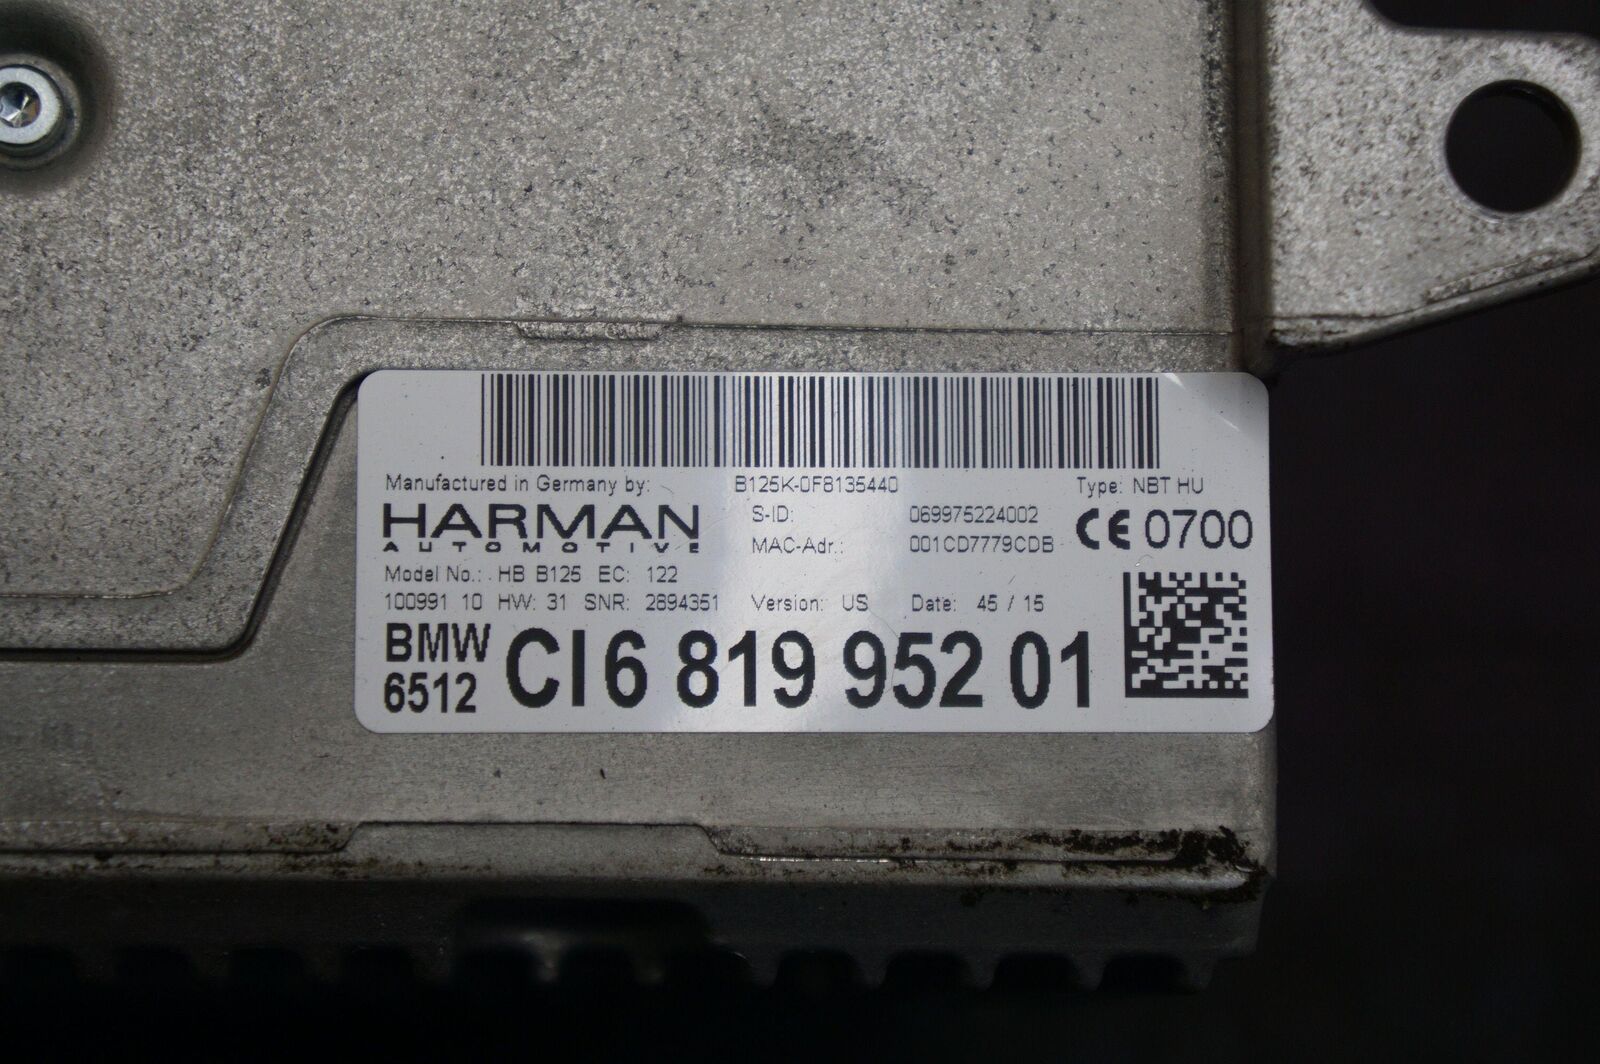 Manufactured in Germany by: B125K-0F8135440 Type: NBT HU
HARMAN S-ID: 069975224002 CE 0700
AUTOMOTIVE MAC-Adr.: 001CD7779CDB
Model No.: HB B125 EC: 122
100991 10 HW: 31 SNR: 2894351 Version: US Date: 45 / 15
BMW CI6 819 952 01
6512